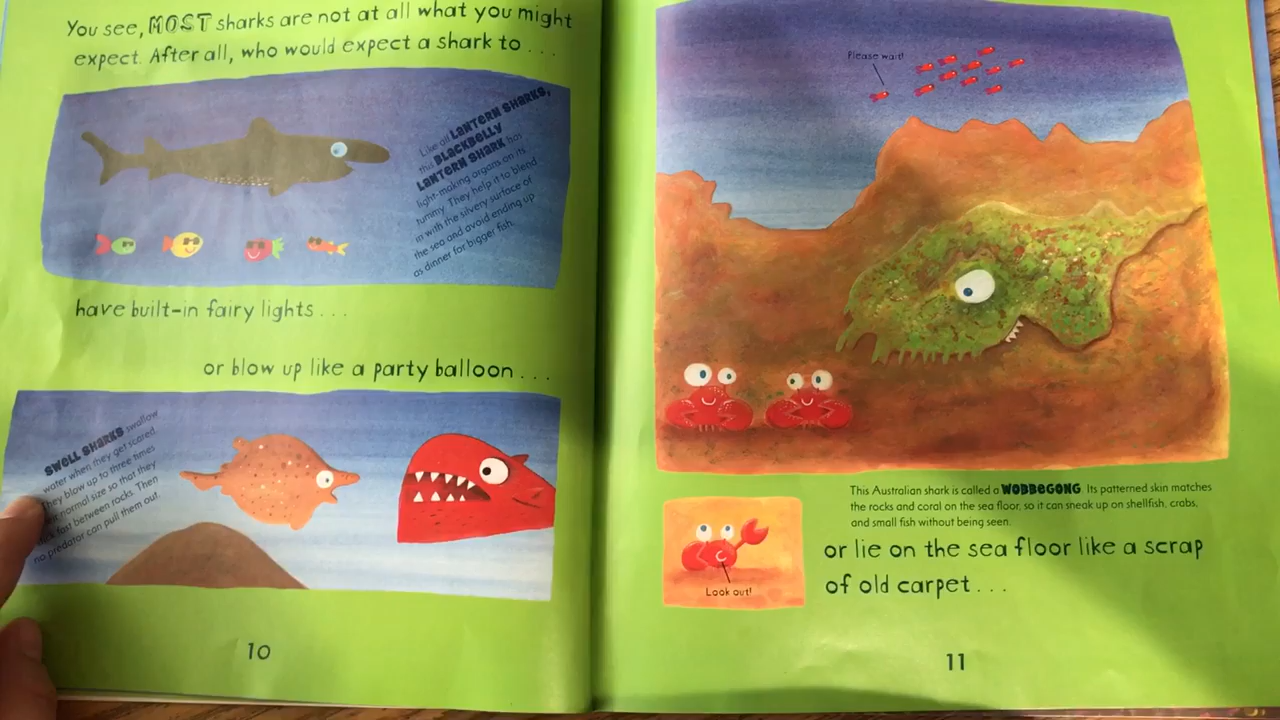 You see, MOST sharks are not at all what you might
expect. After all, who would expect a shark to . . .
Like all LANTERN SHARKS,
this BLACKBELLY
LANTERN SHARK has
light-making organs on its
tummy. They help it to blend
in with the silvery surface of
the sea and avoid ending up
as dinner for bigger fish.
have built-in fairy lights . . .
or blow up like a party balloon . . .
SWELL SHARKS swallow
water when they get scared.
They blow up to three times
normal size so that they
fast between rocks. Then
no predator can pull them out.
10
Please wait!
This Australian shark is called a WOBBEGONG. Its patterned skin matches
the rocks and coral on the sea floor, so it can sneak up on shellfish, crabs,
and small fish without being seen.
Look out!
or lie on the sea floor like a scrap
of old carpet . . .
11